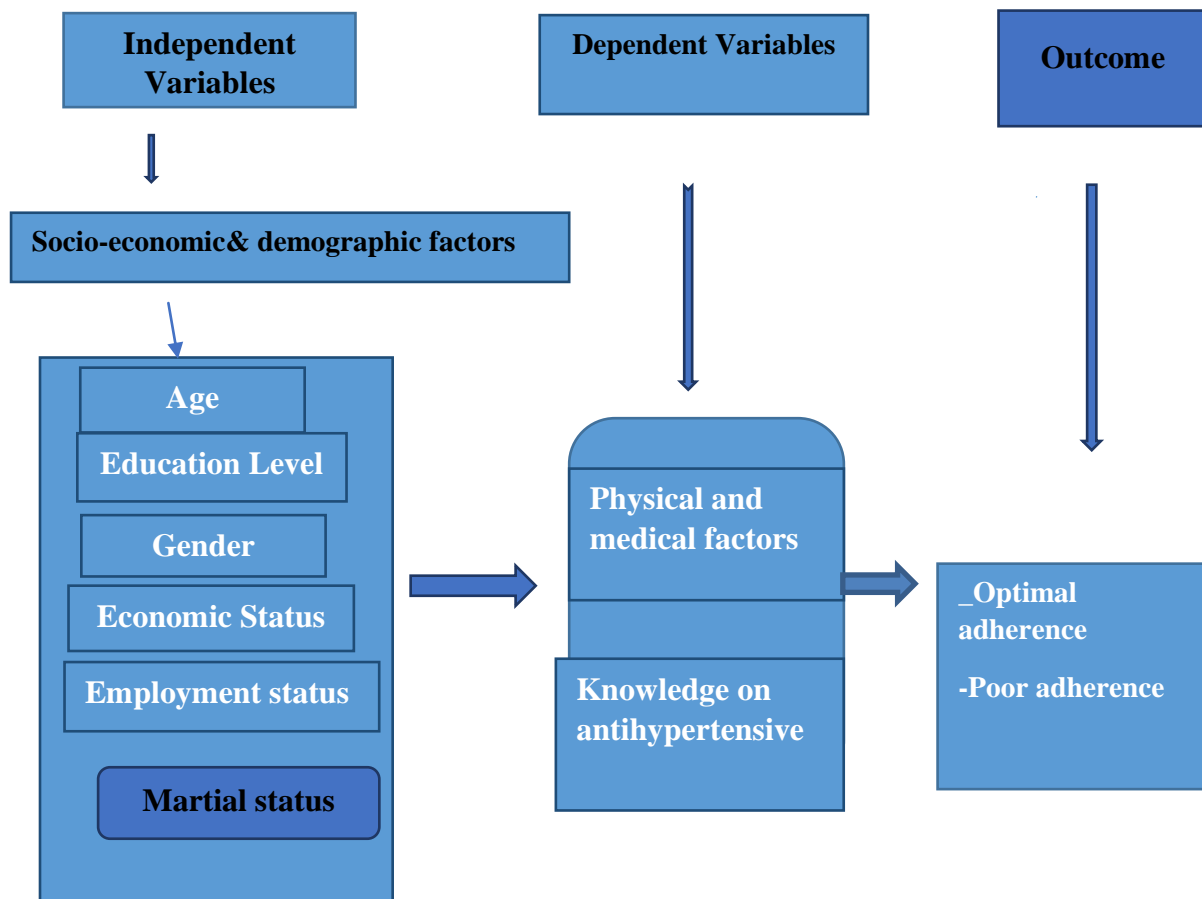 Independent
Variables
Dependent Variables
Outcome
Socio-economic& demographic factors
Age
Education Level
Gender
Economic Status
Employment status
Martial status
Physical and
medical factors
Knowledge on
antihypertensive
_Optimal
adherence
-Poor adherence